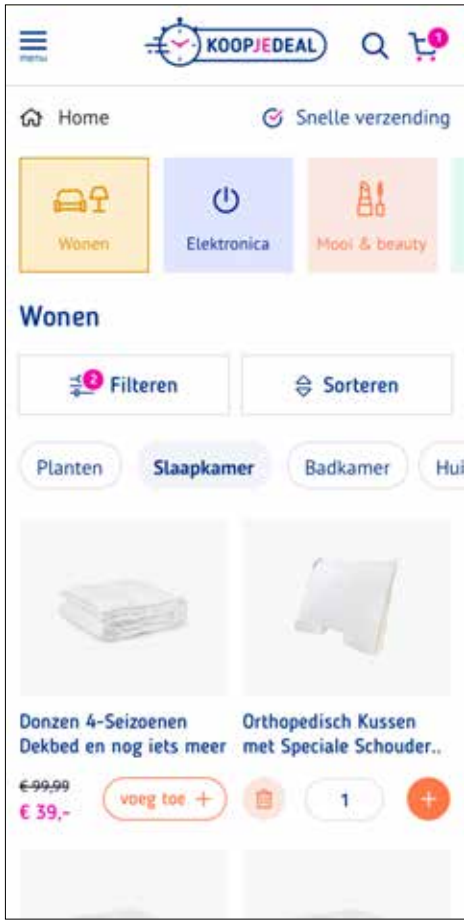 menu
KOOPJEDEAL
1
Home
Snelle verzending
Wonen
Elektronica
Mooi & beauty
Wonen
2
Filteren
Sorteren
Planten
Slaapkamer
Badkamer
Hui
Donzen 4-Seizoenen
Dekbed en nog iets meer
Orthopedisch Kussen
met Speciale Schouder..
€ 99,99
€ 39,-
voeg toe +
1
+